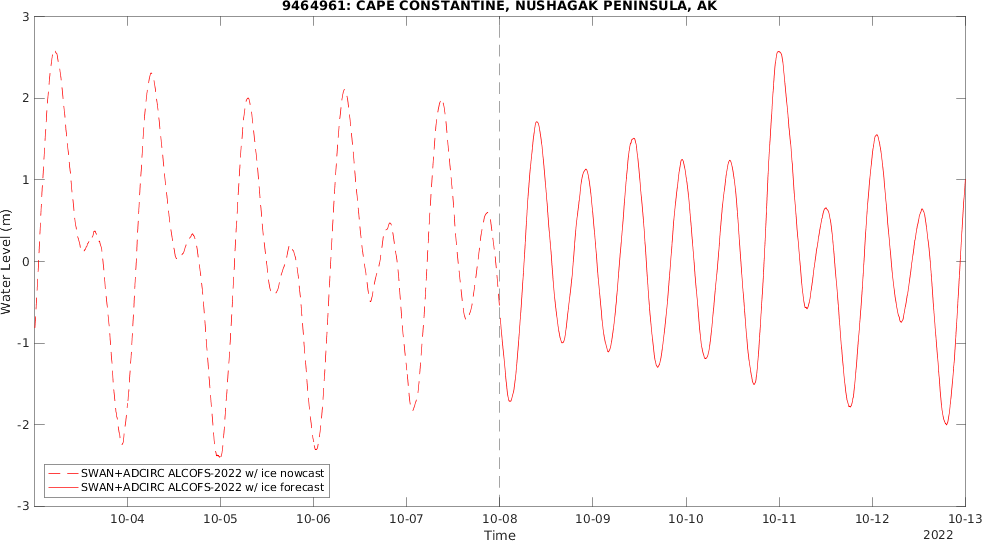 9464961: CAPE CONSTANTINE, NUSHAGAK PENINSULA, AK
3
2
1
0
-1
-2
-3
Water Level (m)
SWAN+ADCIRC ALCOFS-2022 w/ ice nowcast
SWAN+ADCIRC ALCOFS-2022 w/ ice forecast
10-04 10-05 10-06 10-07 10-08 10-09 10-10 10-11 10-12 10-13
Time
2022